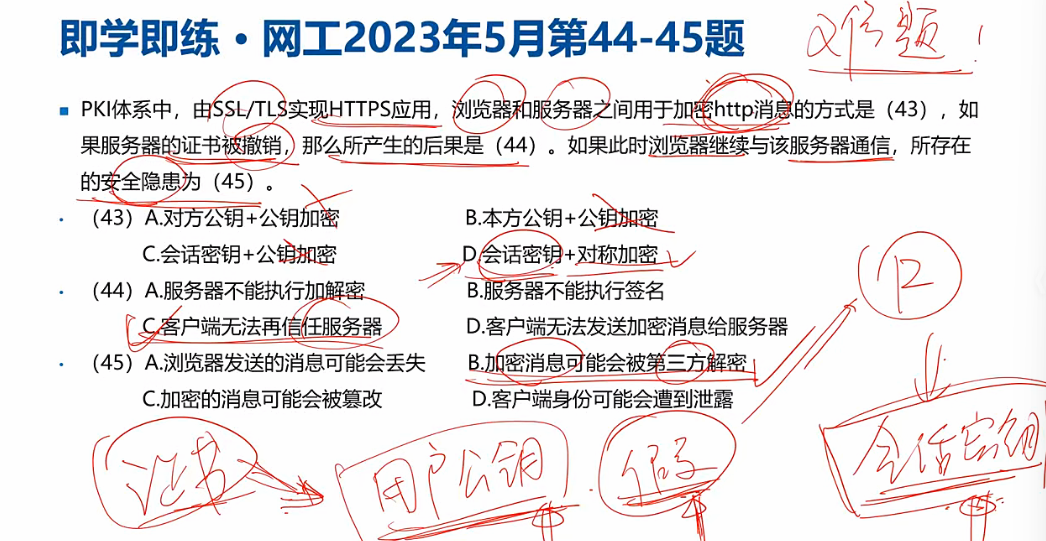 即学即练·网工2023年5月第44-45题
PKI体系中，由SSL/TLS实现HTTPS应用，浏览器和服务器之间用于加密http消息的方式是（43），如
果服务器的证书被撤销，那么所产生的后果是（44）。如果此时浏览器继续与该服务器通信，所存在
的安全隐患为（45）。
（43）A.对方公钥+公钥加密 B.本方公钥+公钥加密
C.会话密钥+公钥加密 D.会话密钥+对称加密
（44）A.服务器不能执行加解密 B.服务器不能执行签名
C.客户端无法再信任服务器 D.客户端无法发送加密消息给服务器
（45）A.浏览器发送的消息可能会丢失 B.加密消息可能会被第三方解密
C.加密的消息可能会被篡改 D.客户端身份可能会遭到泄露
证书 用户公钥 会话密钥